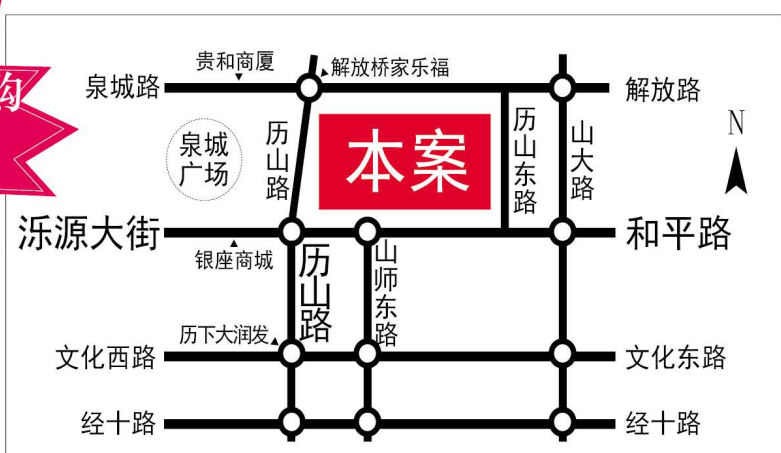 购
贵和商厦
解放桥家乐福
泉城路
解放路
泉城
广场
历山路
本案
历山东路
山大路
N
泺源大街
和平路
银座商城
历山路
山师东路
历下大润发
文化西路
文化东路
经十路
经十路